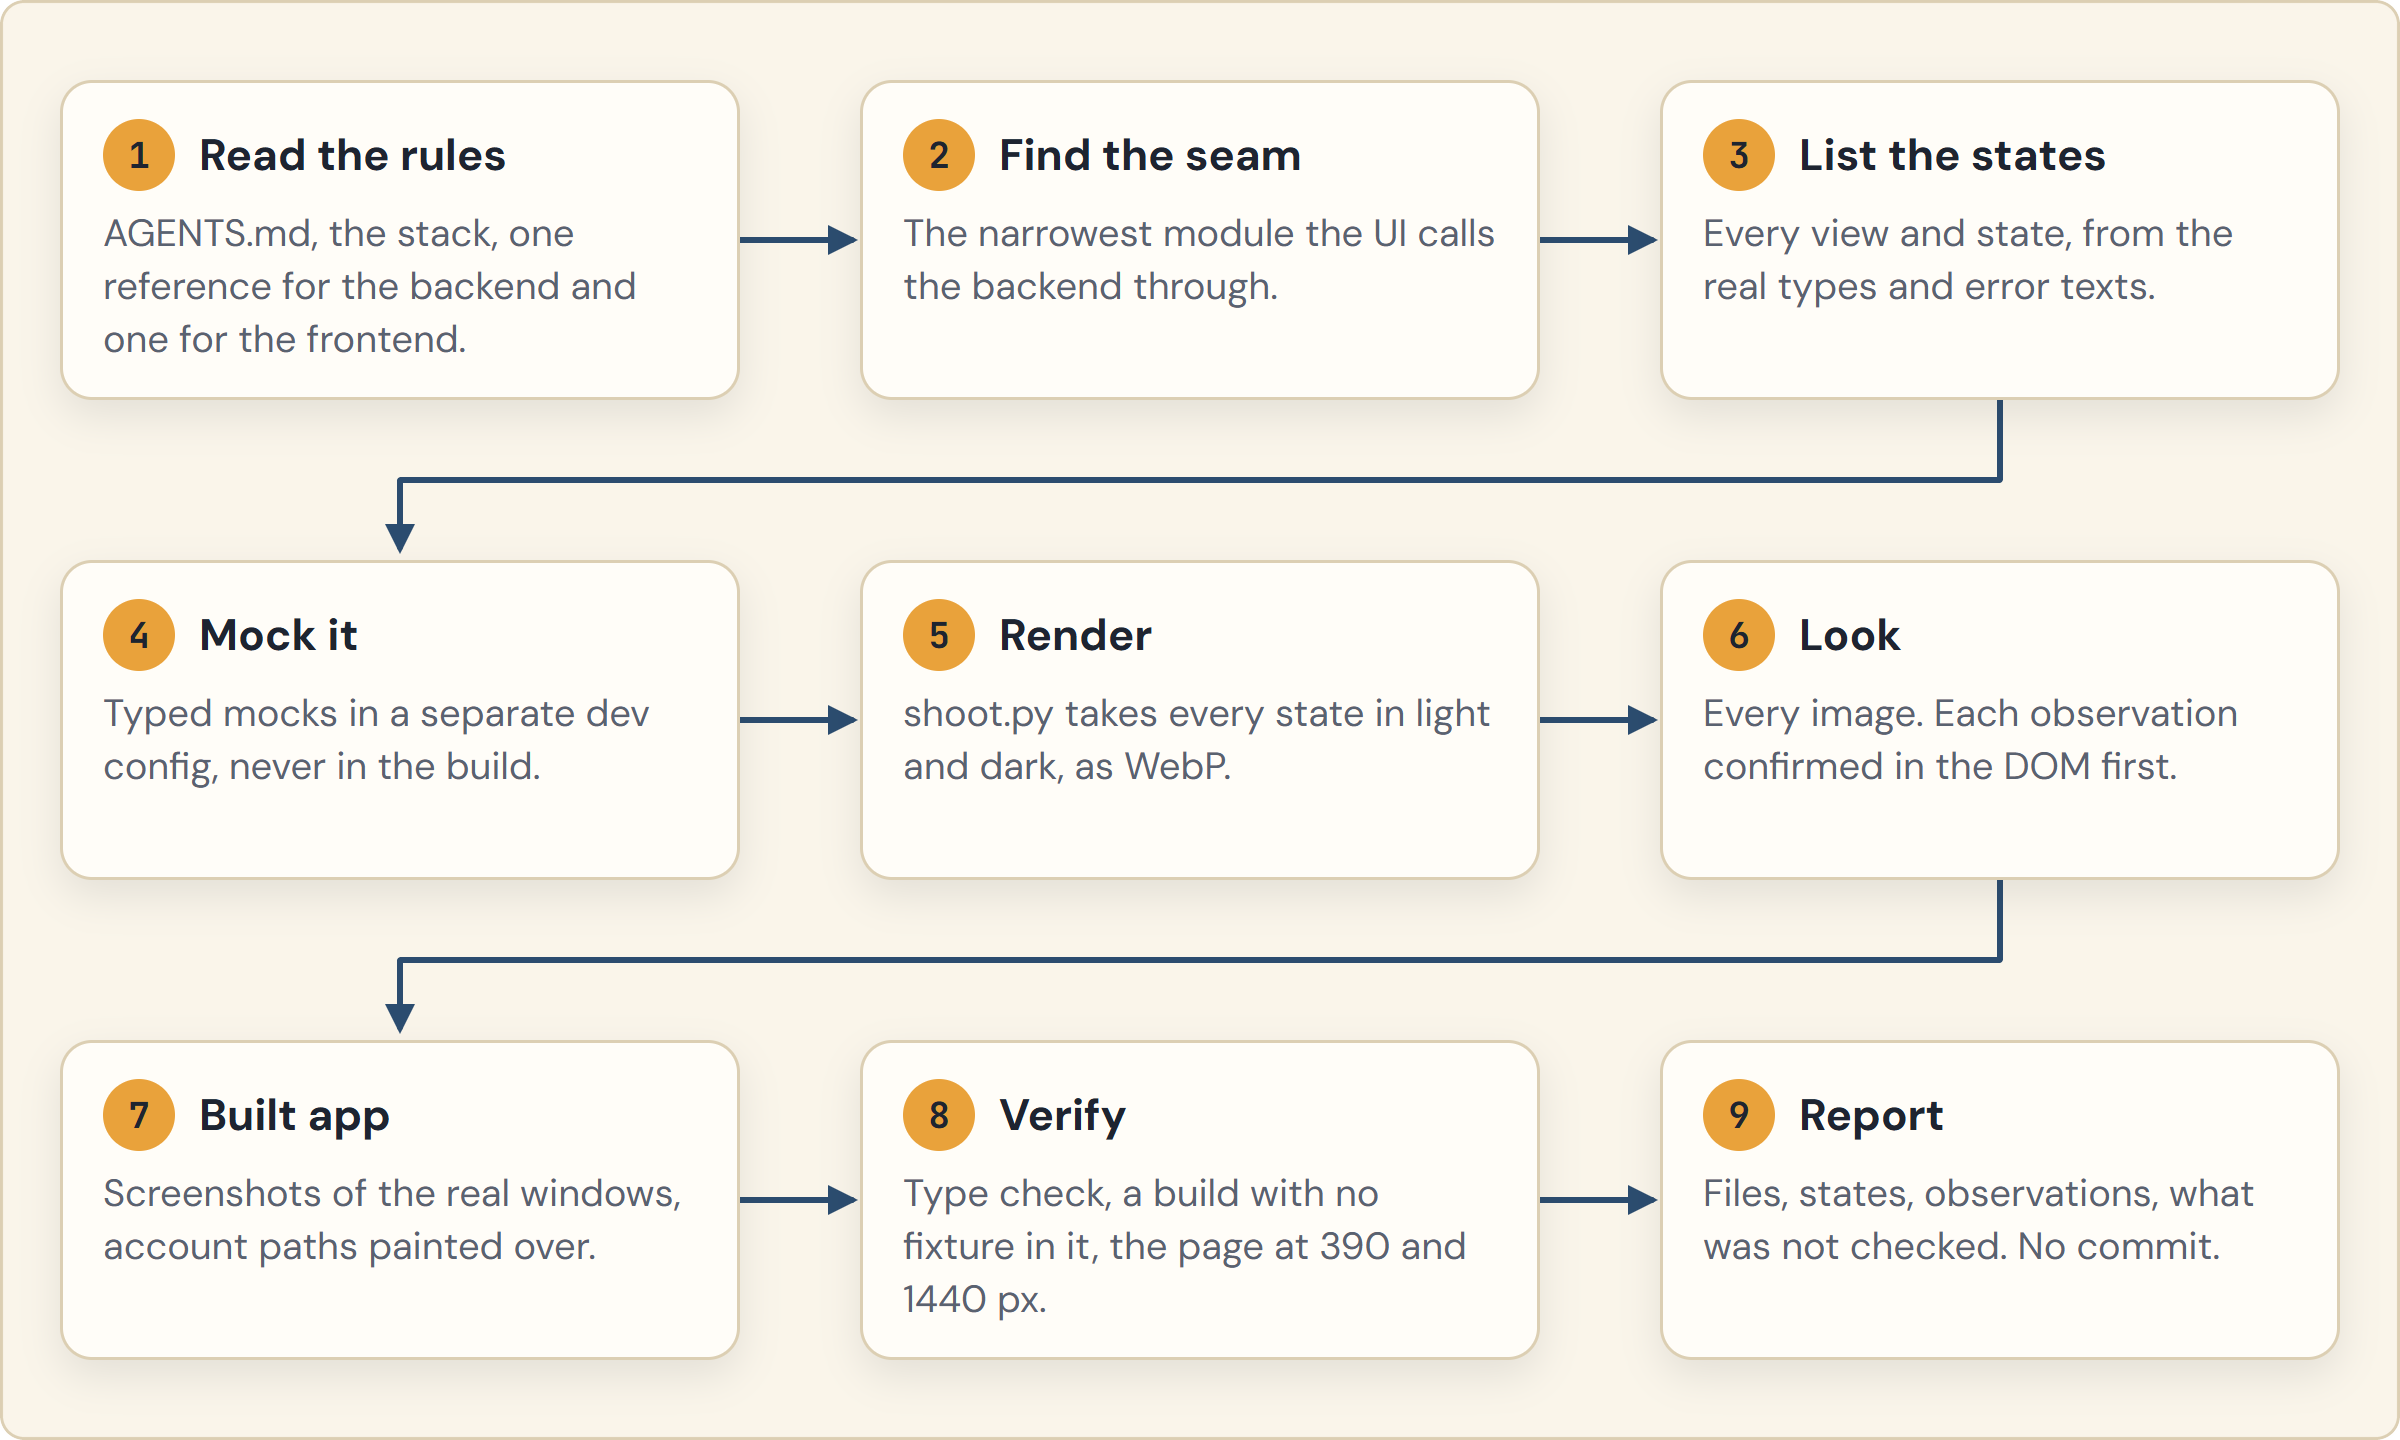 1 Read the rules
AGENTS.md, the stack, one
reference for the backend and
one for the frontend.
2 Find the seam
The narrowest module the UI calls
the backend through.
3 List the states
Every view and state, from the
real types and error texts.
4 Mock it
Typed mocks in a separate dev
config, never in the build.
5 Render
shoot.py takes every state in light
and dark, as WebP.
6 Look
Every image. Each observation
confirmed in the DOM first.
7 Built app
Screenshots of the real windows,
account paths painted over.
8 Verify
Type check, a build with no
fixture in it, the page at 390 and
1440 px.
9 Report
Files, states, observations, what
was not checked. No commit.